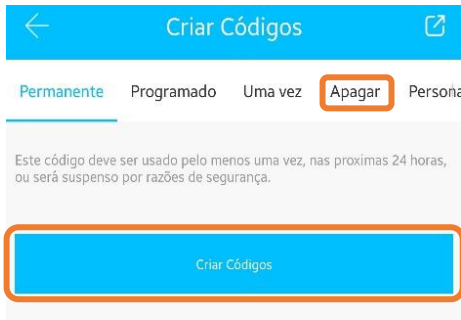 Criar Códigos
Permanente Programado Uma vez Apagar Persona
Este código deve ser usado pelo menos uma vez, nas proximas 24 horas,
ou será suspenso por razões de segurança.
Criar Códigos